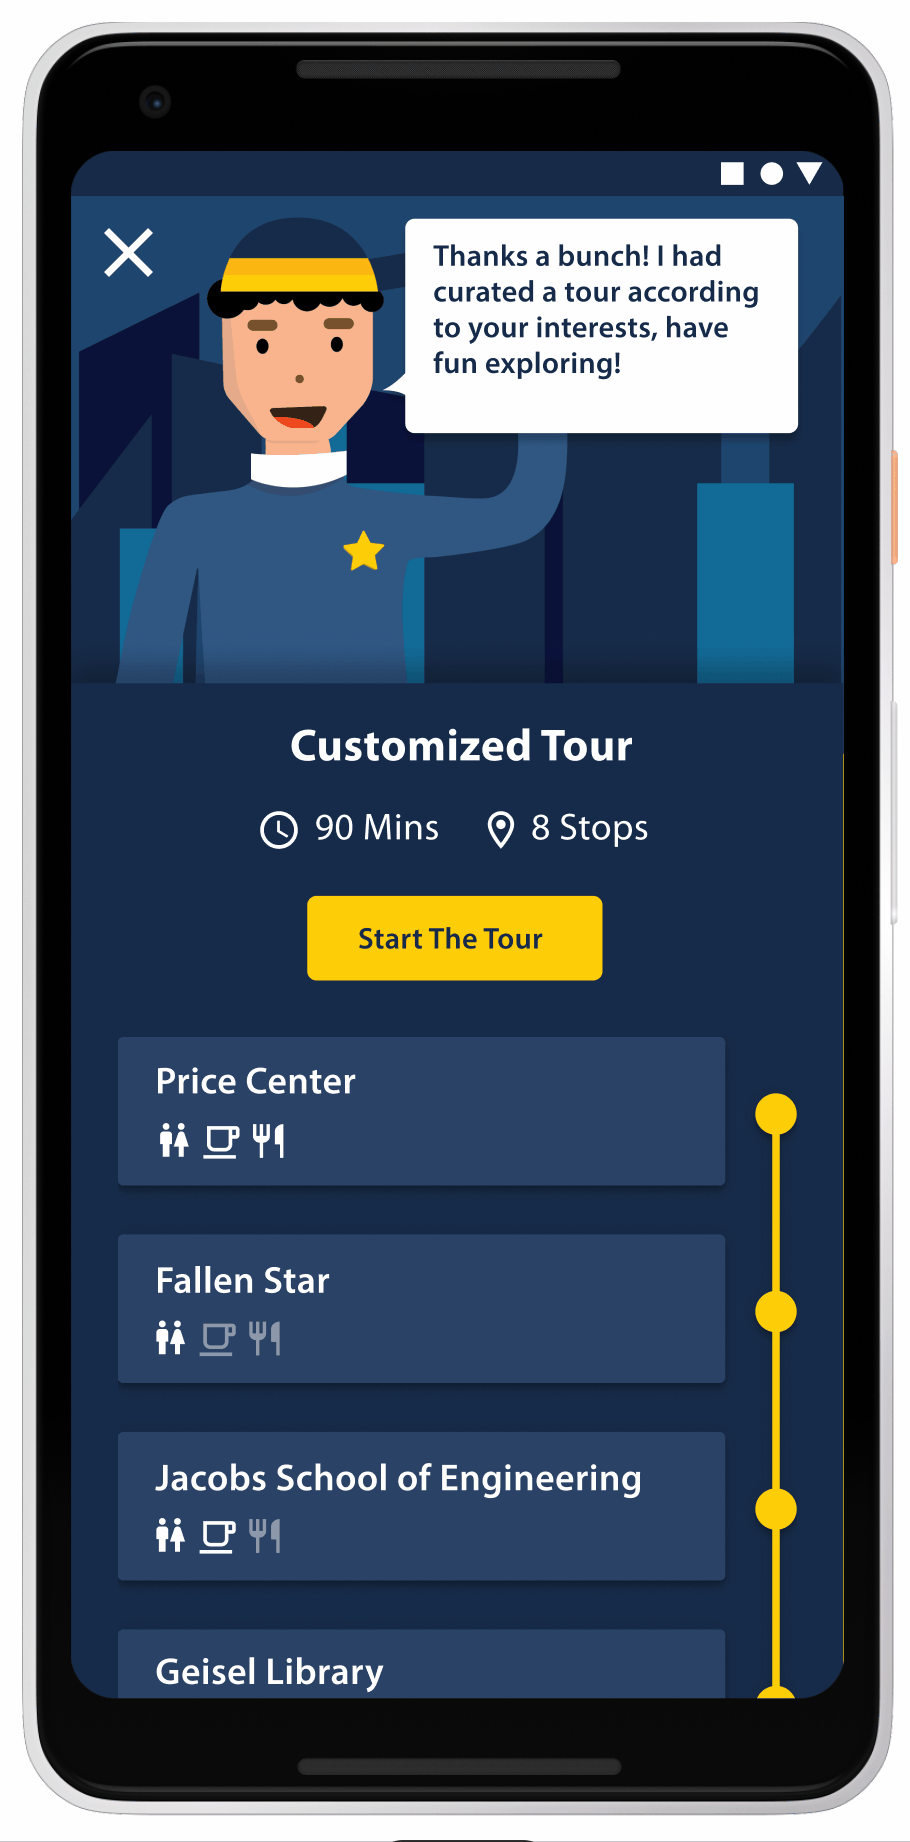 Thanks a bunch! I had
curated a tour according
to your interests, have
fun exploring!
Customized Tour
90 Mins 8 Stops
Start The Tour
Price Center
Fallen Star
Jacobs School of Engineering
Geisel Library